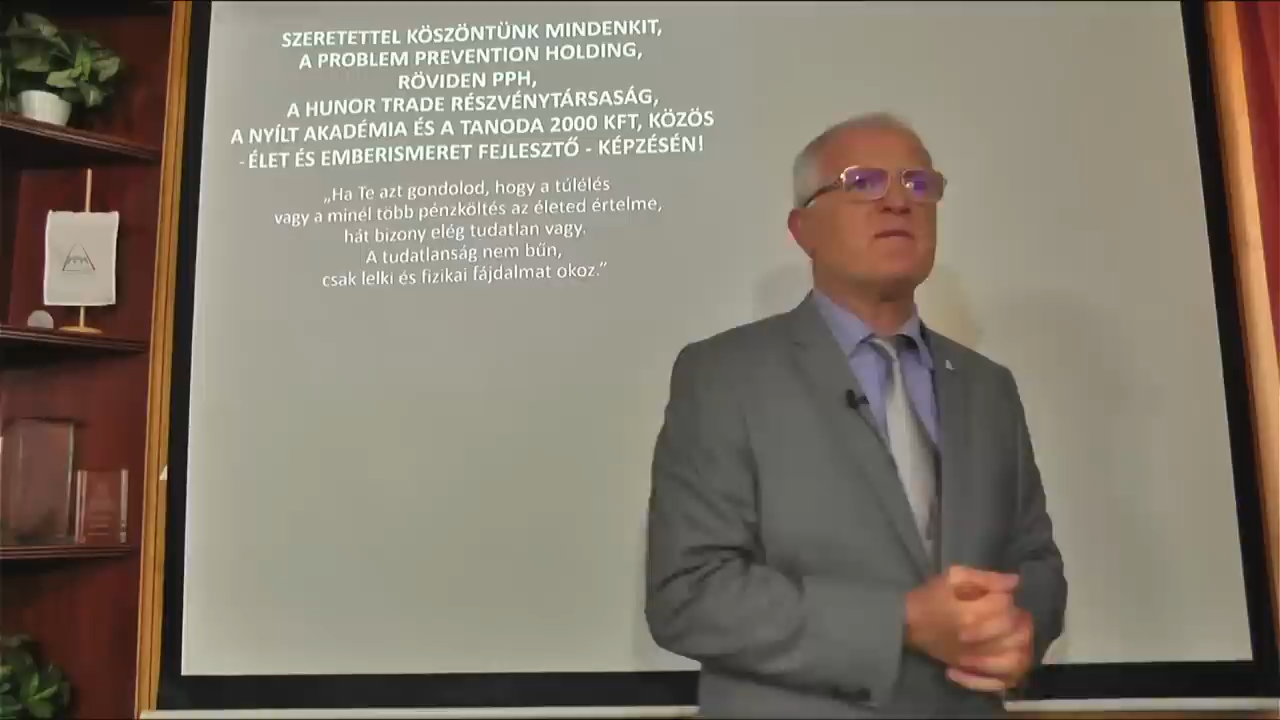 SZERETETTEL KÖSZÖNTÜNK MINDENKIT,
A PROBLEM PREVENTION HOLDING,
RÖVIDEN PPH,
A HUNOR TRADE RÉSZVÉNYTÁRSASÁG,
A NYÍLT AKADÉMIA ÉS A TANODA 2000 KFT, KÖZÖS
- ÉLET ÉS EMBERISMERET FEJLESZTŐ - KÉPZÉSÉN!
„Ha Te azt gondolod, hogy a túlélés
vagy a minél több pénzköltés az életed értelme,
hát bizony elég tudatlan vagy.
A tudatlanság nem bűn,
csak lelki és fizikai fájdalmat okoz.”